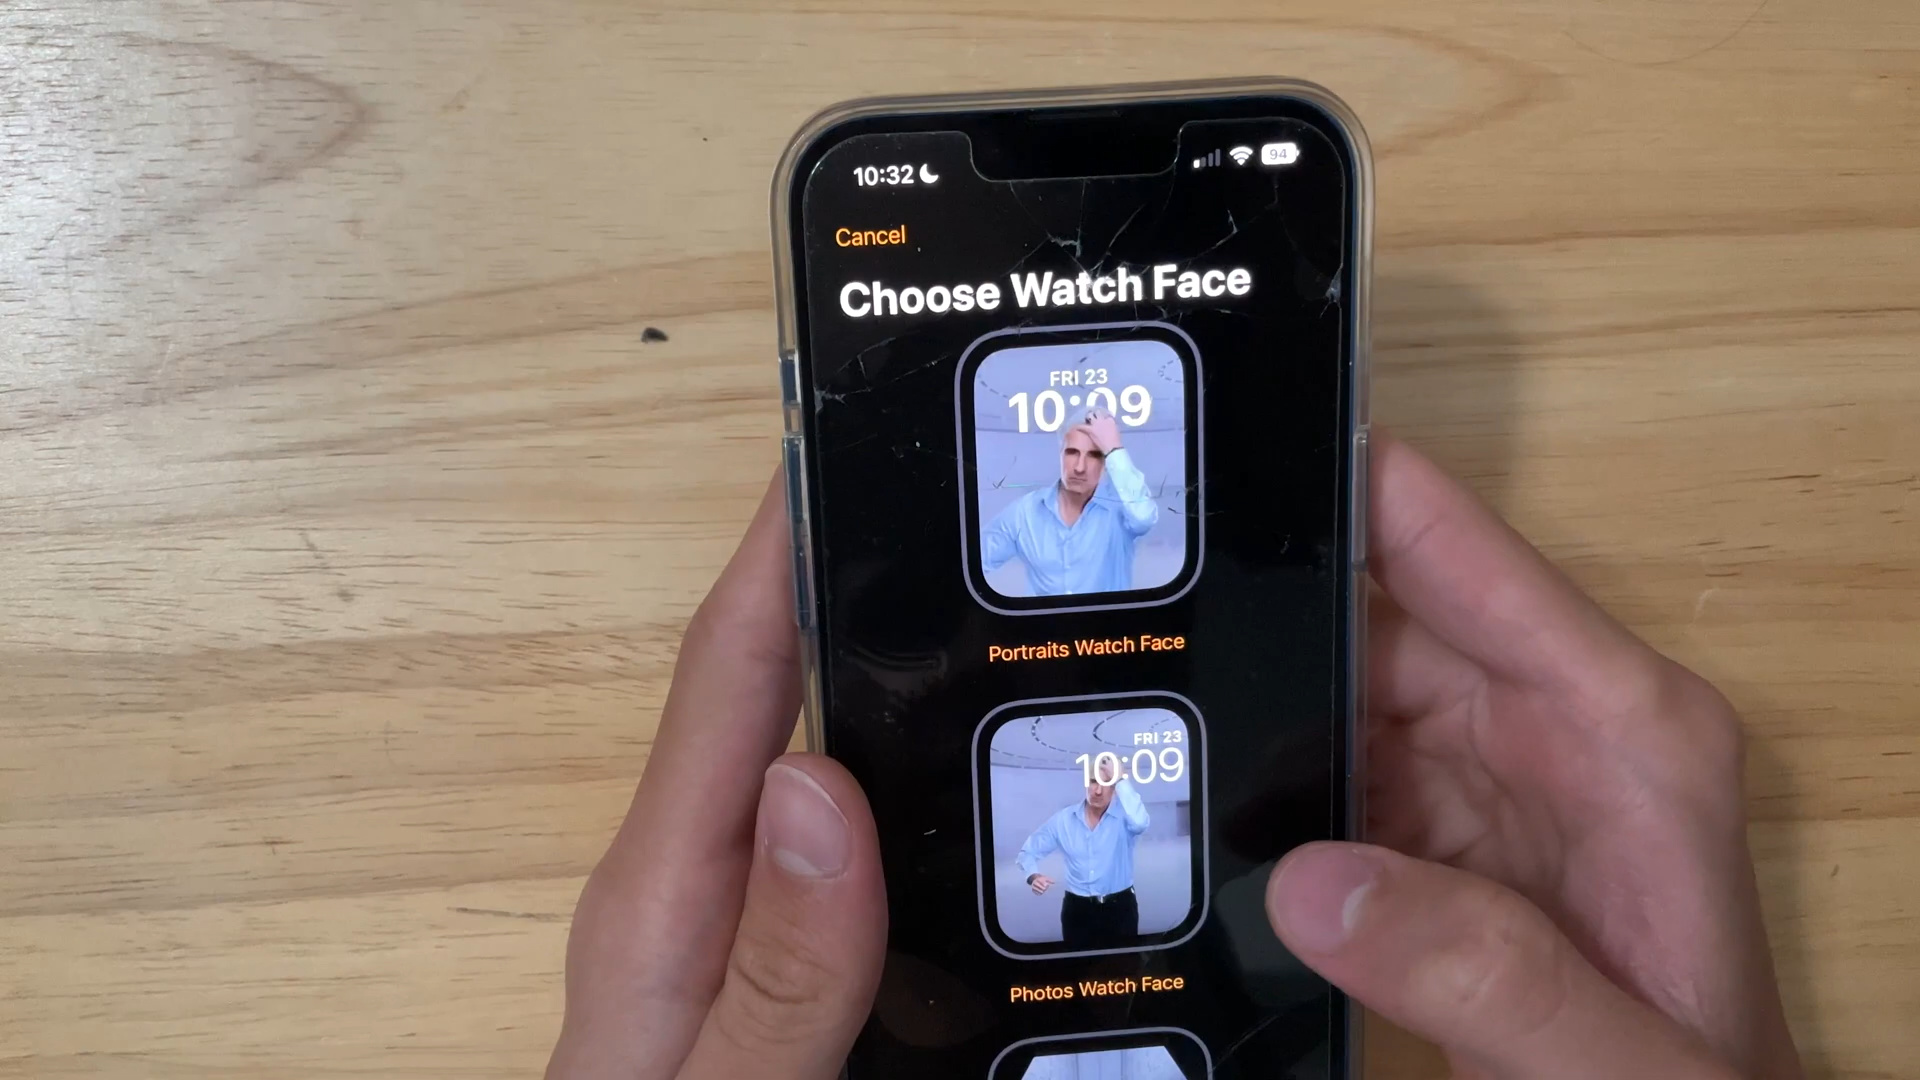 10:32
94
Cancel
Choose Watch Face
FRI 23
10:09
Portraits Watch Face
FRI 23
10:09
Photos Watch Face